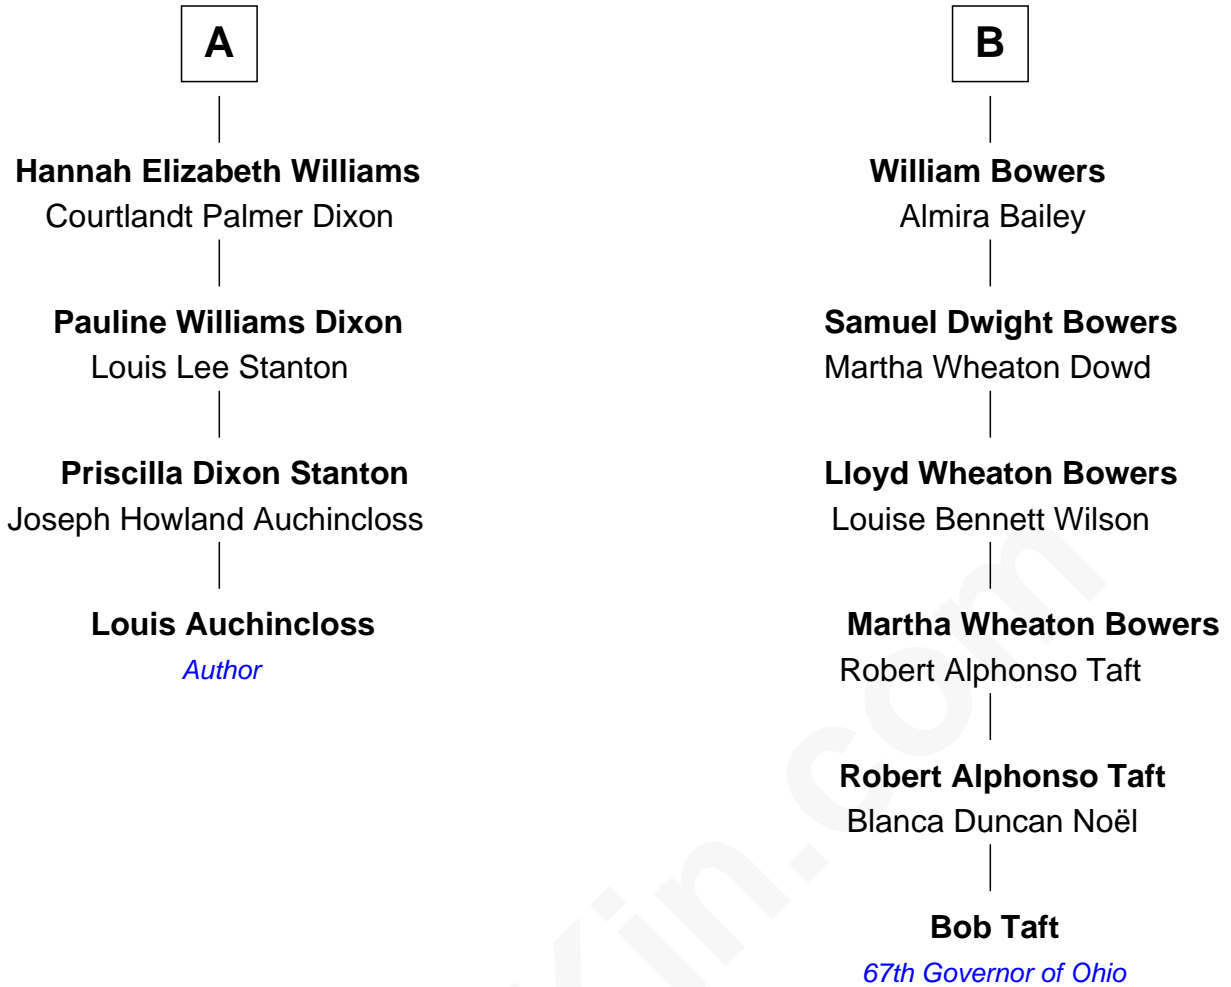 A
Hannah Elizabeth Williams
Courtlandt Palmer Dixon
Pauline Williams Dixon
Louis Lee Stanton
Priscilla Dixon Stanton
Joseph Howland Auchincloss
Louis Auchincloss
Author
B
William Bowers
Almira Bailey
Samuel Dwight Bowers
Martha Wheaton Dowd
Lloyd Wheaton Bowers
Louise Bennett Wilson
Martha Wheaton Bowers
Robert Alphonso Taft
Robert Alphonso Taft
Blanca Duncan Noël
Bob Taft
67th Governor of Ohio
Kin.com